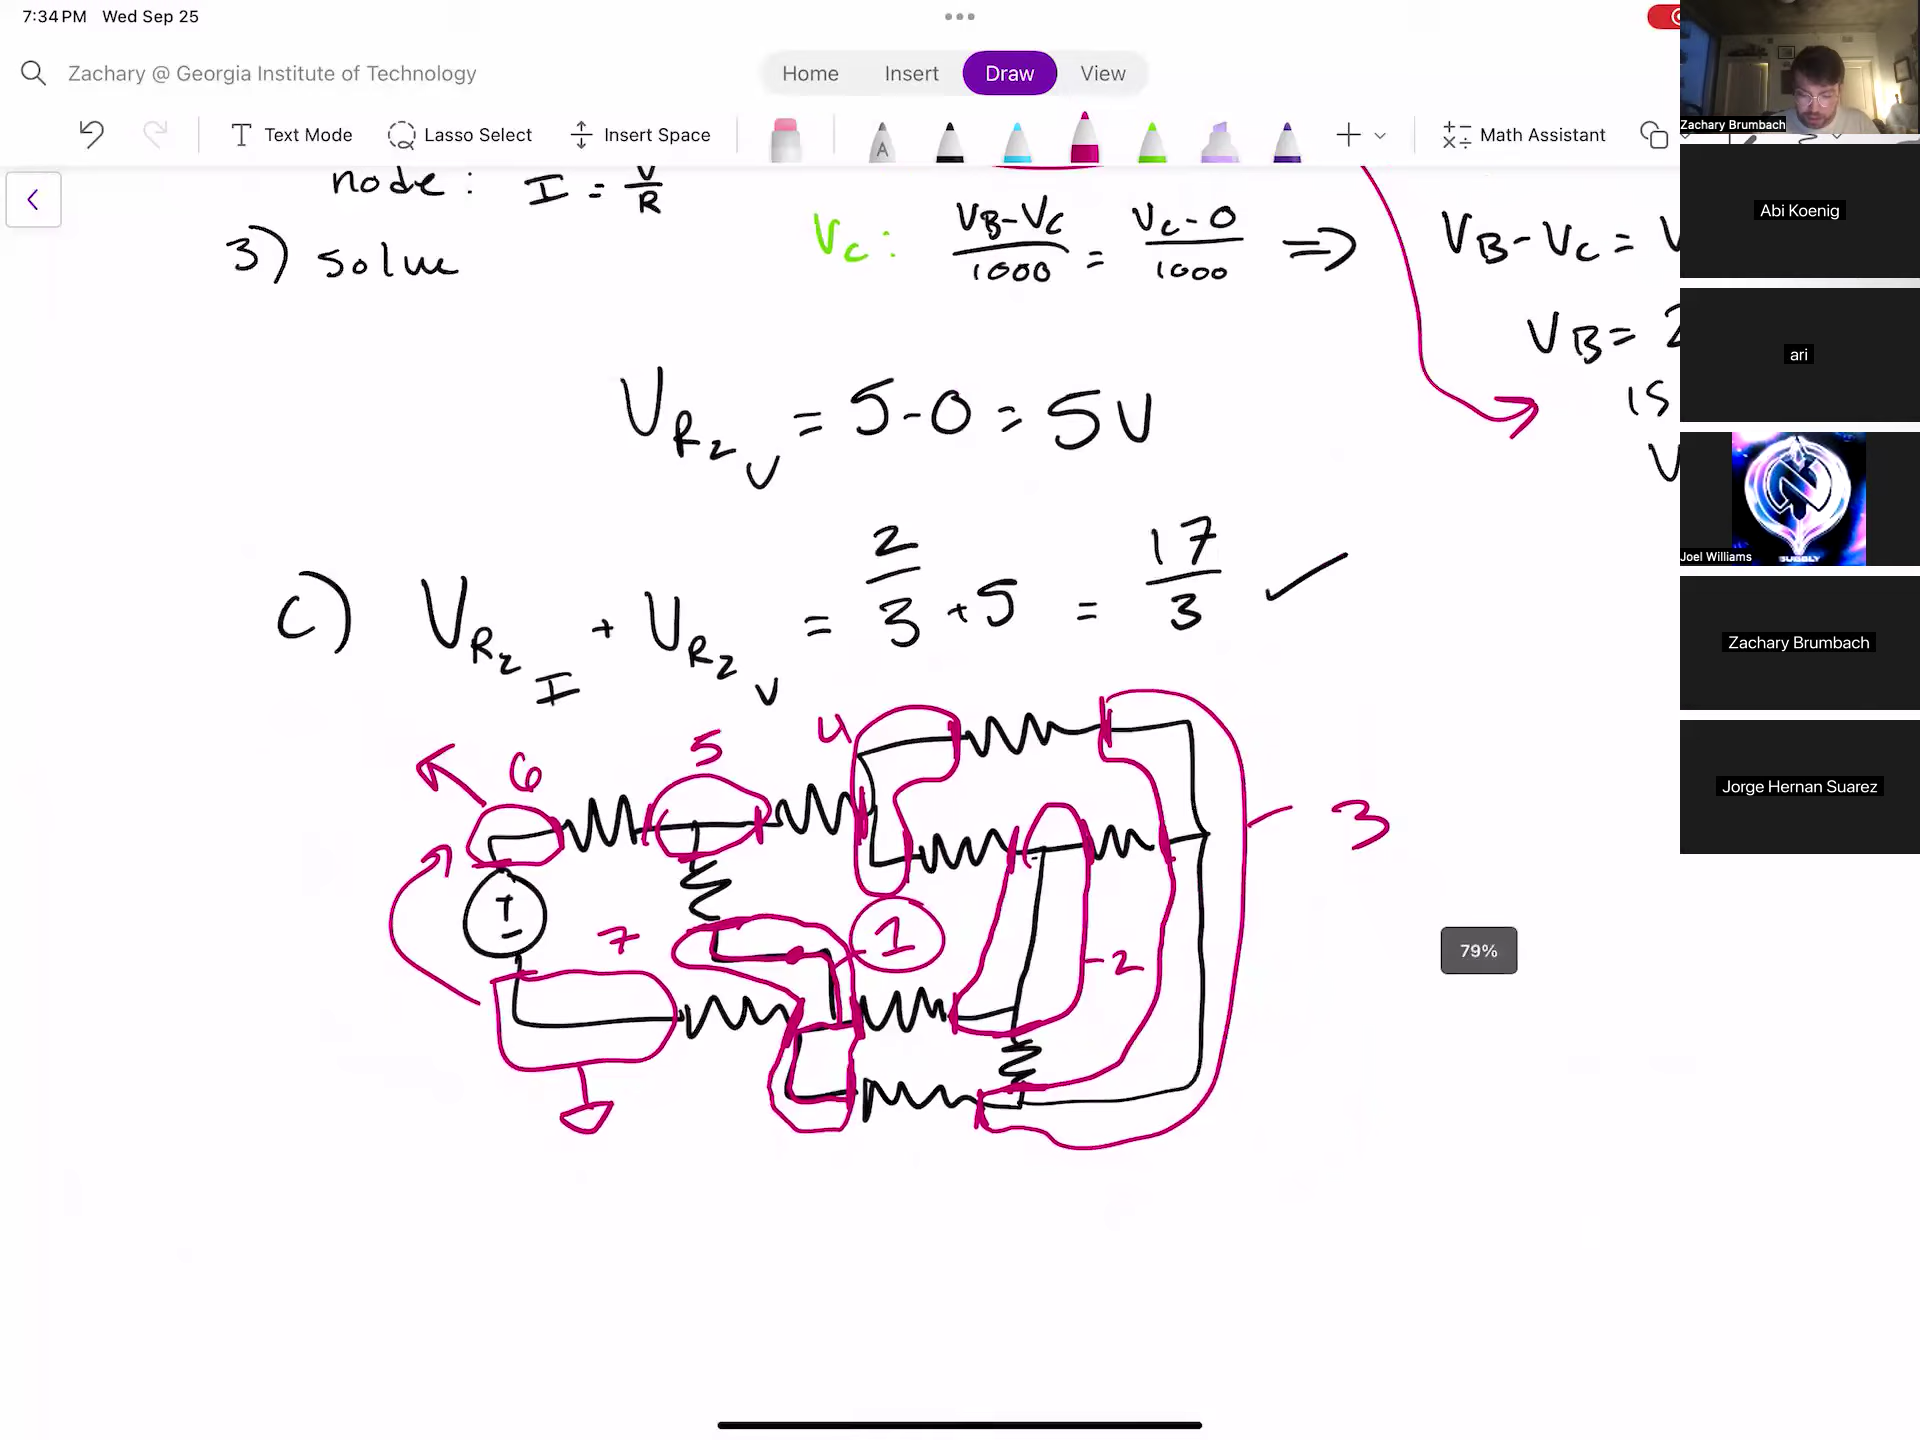 7:34 PM Wed Sep 25
Zachary @ Georgia Institute of Technology
Home Insert Draw View
Text Mode Lasso Select Insert Space Math Assistant
Zachary Brumbach
Abi Koenig
ari
Joel Williams
Zachary Brumbach
Jorge Hernan Suarez
node: I = V/R
3) solve
Vc: (VB-Vc)/1000 = (Vc-0)/1000 => VB-Vc= V
VB= 2
is
V
VR2V = 5-0 = 5V
c) VR2I + VR2V = 2/3 + 5 = 17/3 ✓
4
5
6
3
7
1
2
79%